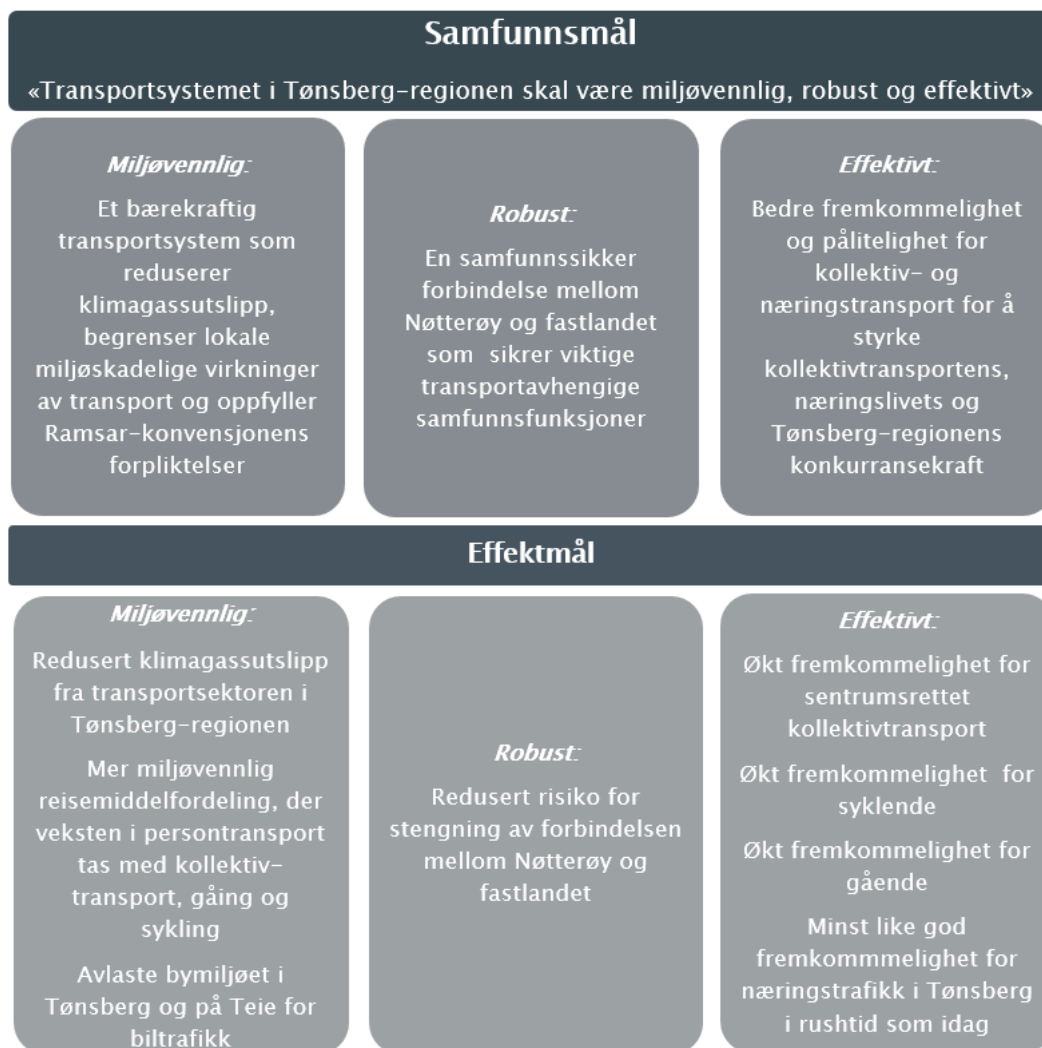 Samfunnsmål
«Transportsystemet i Tønsberg-regionen skal være miljøvennlig, robust og effektivt»
Miljøvennlig:
Et bærekraftig
transportsystem som
reduserer
klimagassutslipp,
begrenser lokale
miljøskadelige virkninger
av transport og oppfyller
Ramsar-konvensjonens
forpliktelser
Robust:
En samfunnssikker
forbindelse mellom
Nøtterøy og fastlandet
som  sikrer viktige
transportavhengige
samfunnsfunksjoner
Effektivt:
Bedre fremkommelighet
og pålitelighet for
kollektiv- og
næringstransport for å
styrke
kollektivtransportens,
næringslivets og
Tønsberg-regionens
konkurransekraft
Effektmål
Miljøvennlig:
Redusert klimagassutslipp
fra transportsektoren i
Tønsberg-regionen
Mer miljøvennlig
reisemiddelfordeling, der
veksten i persontransport
tas med kollektiv-
transport, gåing og
sykling
Avlaste bymiljøet i
Tønsberg og på Teie for
biltrafikk
Robust:
Redusert risiko for
stengning av forbindelsen
mellom Nøtterøy og
fastlandet
Effektivt:
Økt fremkommelighet for
sentrumsrettet
kollektivtransport
Økt fremkommelighet  for
syklende
Økt fremkommelighet for
gående
Minst like god
fremkommmelighet for
næringstrafikk i Tønsberg
i rushtid som idag